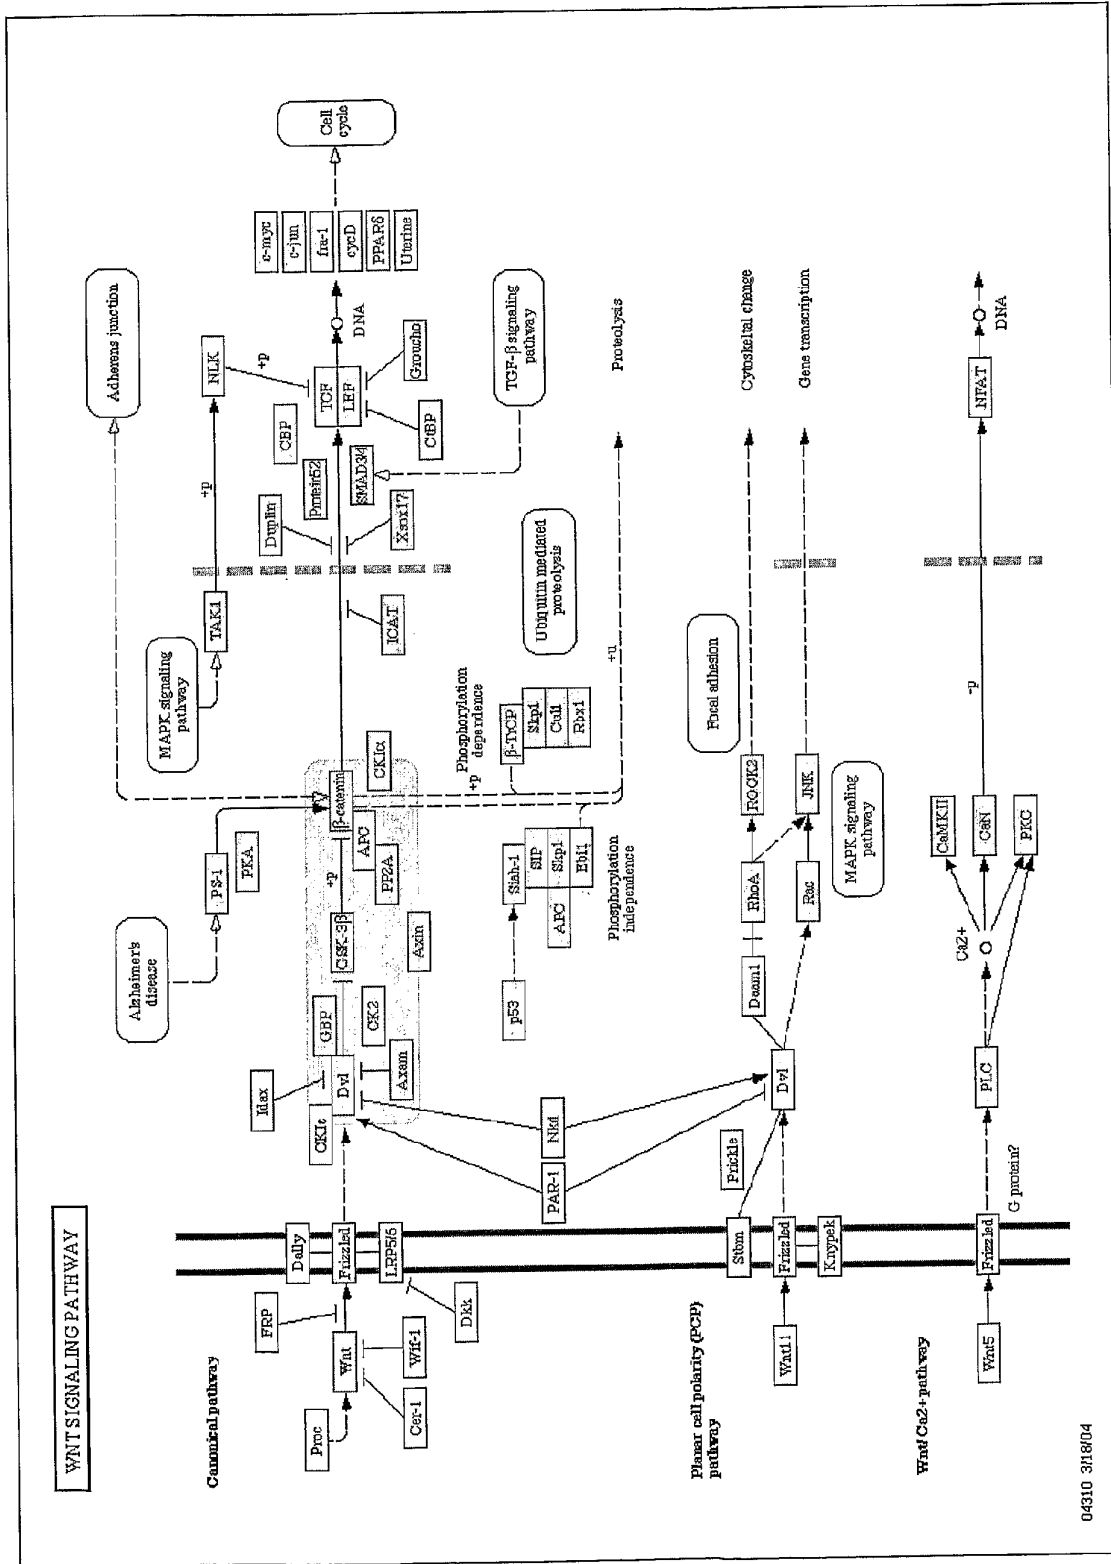 WNT SIGNALING PATHWAY
Canonical pathway
Proc
Wnt
Cer-1
Wif-1
FRP
Dkk
Dally
Frizzled
LRP5/6
Idax
CKIε
Dvl
GBP
Axam
CK2
GSK-3β
Axin
+p
APC
PP2A
β-catenin
CKIα
Alzheimer's
disease
PS-1
PKA
MAPK signaling
pathway
TAK1
+p
NLK
+p
Adherens junction
ICAT
Duplin
Xsox17
Protein52
SMAD3/4
CBP
TCF
LEF
CtBP
Groucho
DNA
c-myc
c-jun
fra-1
cycD
PPARδ
Uterine
Cell
cycle
TGF-β signaling
pathway
p53
Siah-1
SIP
APC
Skp1
Ebi1
Phosphorylation
independence
+p
Phosphorylation
dependence
β-TrCP
Skp1
Cul1
Rbx1
Ubiquitin mediated
proteolysis
+u
Proteolysis
PAR-1
Nkd
Planar cell polarity (PCP)
pathway
Wnt11
Stbm
Frizzled
Knypek
Prickle
Dvl
Daam1
RhoA
Rac
ROCK2
JNK
Focal adhesion
MAPK signaling
pathway
Cytoskeltal change
Gene transcription
Wnt/Ca2+ pathway
Wnt5
Frizzled
G protein?
PLC
Ca2+
CaMKII
CaN
PKC
-p
NFAT
DNA
04310 3/18/04